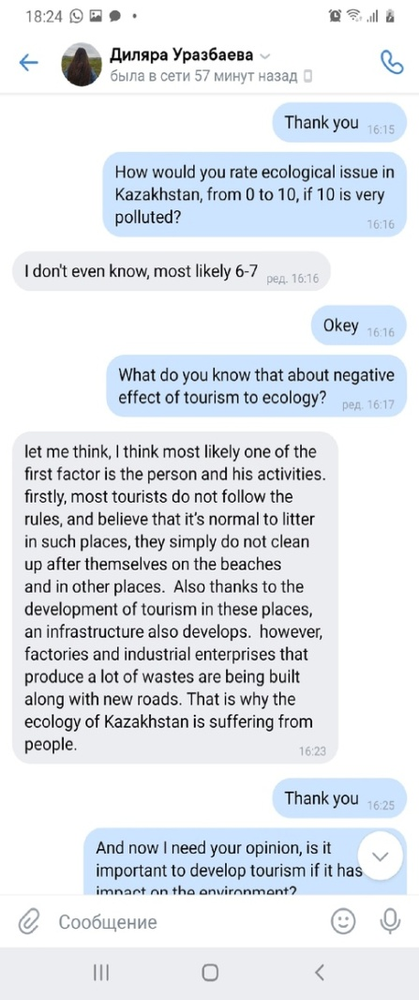 18:24
Диляра Уразбаева
была в сети 57 минут назад
Thank you
16:15
How would you rate ecological issue in
Kazakhstan, from 0 to 10, if 10 is very
polluted?
16:16
I don't even know, most likely 6-7
ред. 16:16
Okey
16:16
What do you know that about negative
effect of tourism to ecology?
ред. 16:17
let me think, I think most likely one of the
first factor is the person and his activities.
firstly, most tourists do not follow the
rules, and believe that it's normal to litter
in such places, they simply do not clean
up after themselves on the beaches
and in other places. Also thanks to the
development of tourism in these places,
an infrastructure also develops. however,
factories and industrial enterprises that
produce a lot of wastes are being built
along with new roads. That is why the
ecology of Kazakhstan is suffering from
people.
16:23
Thank you
16:25
And now I need your opinion, is it
important to develop tourism if it has
impact on the environment?
Сообщение